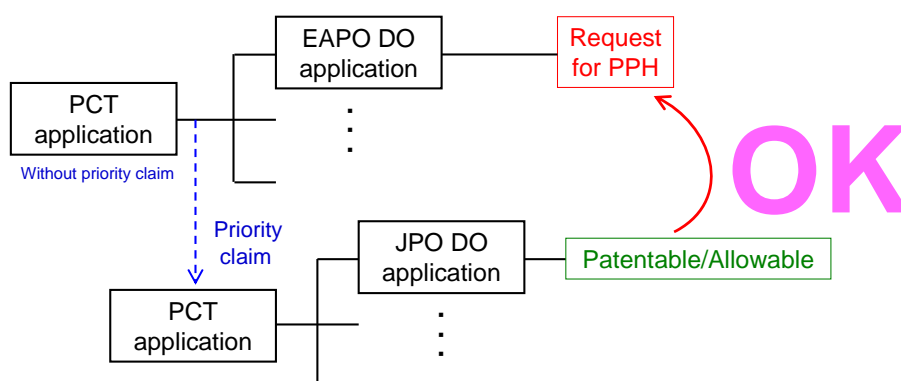 EAPO DO
application
Request
for PPH
PCT
application
Without priority claim
OK
Priority
claim
JPO DO
application
Patentable/Allowable
PCT
application